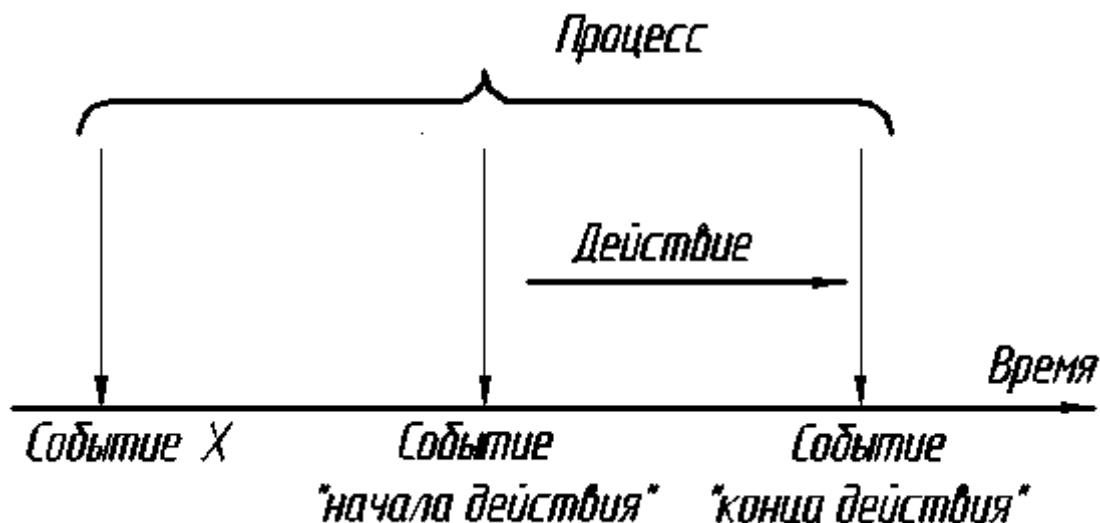 Процесс
Действие
Время
Событие X
Событие
"начала действия"
Событие
"конца действия"